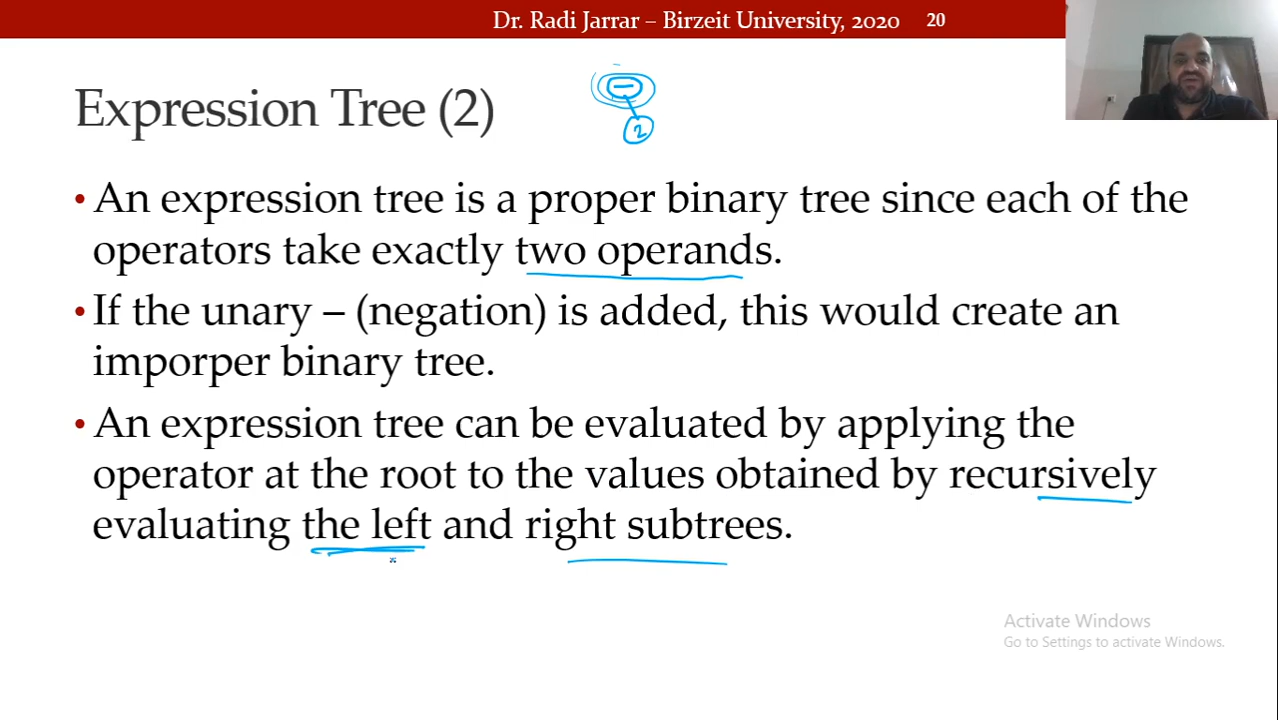 Dr. Radi Jarrar – Birzeit University, 2020 20
Expression Tree (2)
–
2
• An expression tree is a proper binary tree since each of the
operators take exactly two operands.
• If the unary – (negation) is added, this would create an
imporper binary tree.
• An expression tree can be evaluated by applying the
operator at the root to the values obtained by recursively
evaluating the left and right subtrees.
Activate Windows
Go to Settings to activate Windows.